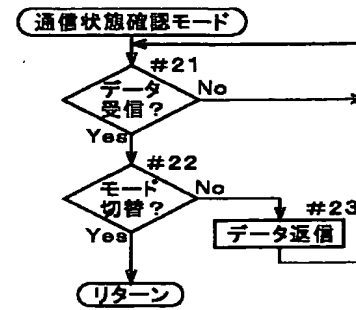 通信状態確認モード
#21
データ
受信?
No
Yes
#22
モード
切替?
No
Yes
#23
データ返信
リターン